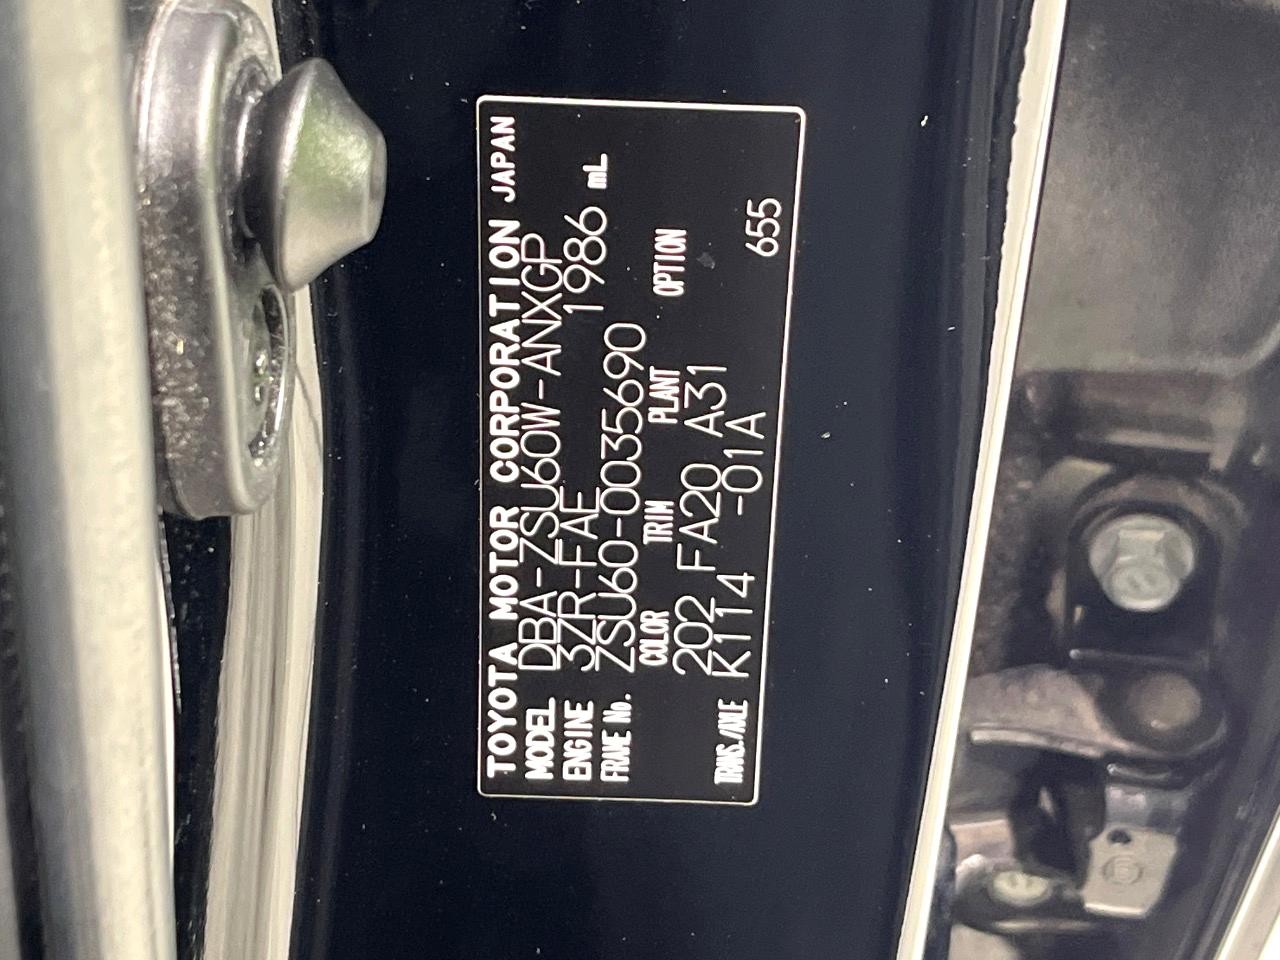 TOYOTA MOTOR CORPORATION JAPAN
MODEL DBA-ZSU60W-ANXGP
ENGINE 3ZR-FAE 1986 mL
FRAME No. ZSU60-0035690
COLOR TRIM PLANT OPTION
202 FA20 A31
TRANS./AXLE K114 -01A 655